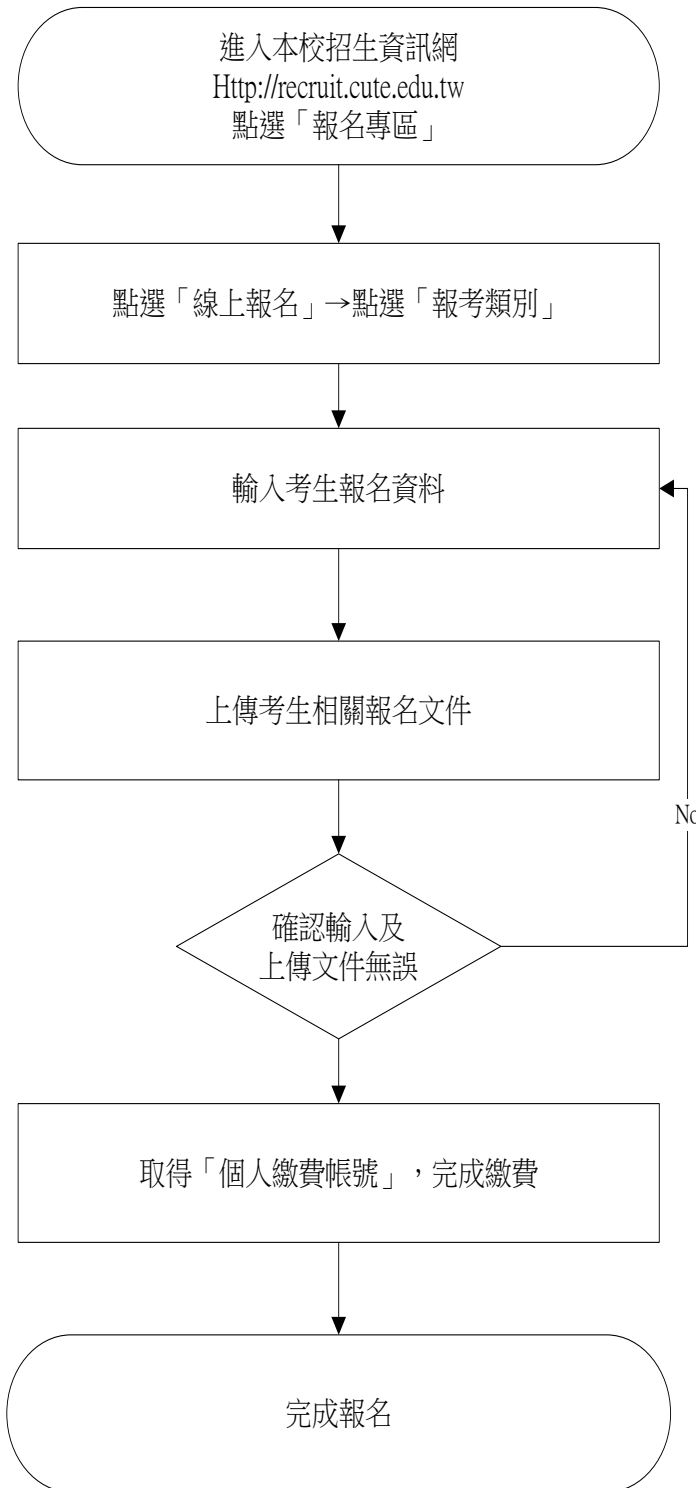 進入本校招生資訊網
Http://recruit.cute.edu.tw
點選「報名專區」
點選「線上報名」→點選「報考類別」
輸入考生報名資料
上傳考生相關報名文件
No
確認輸入及
上傳文件無誤
取得「個人繳費帳號」，完成繳費
完成報名